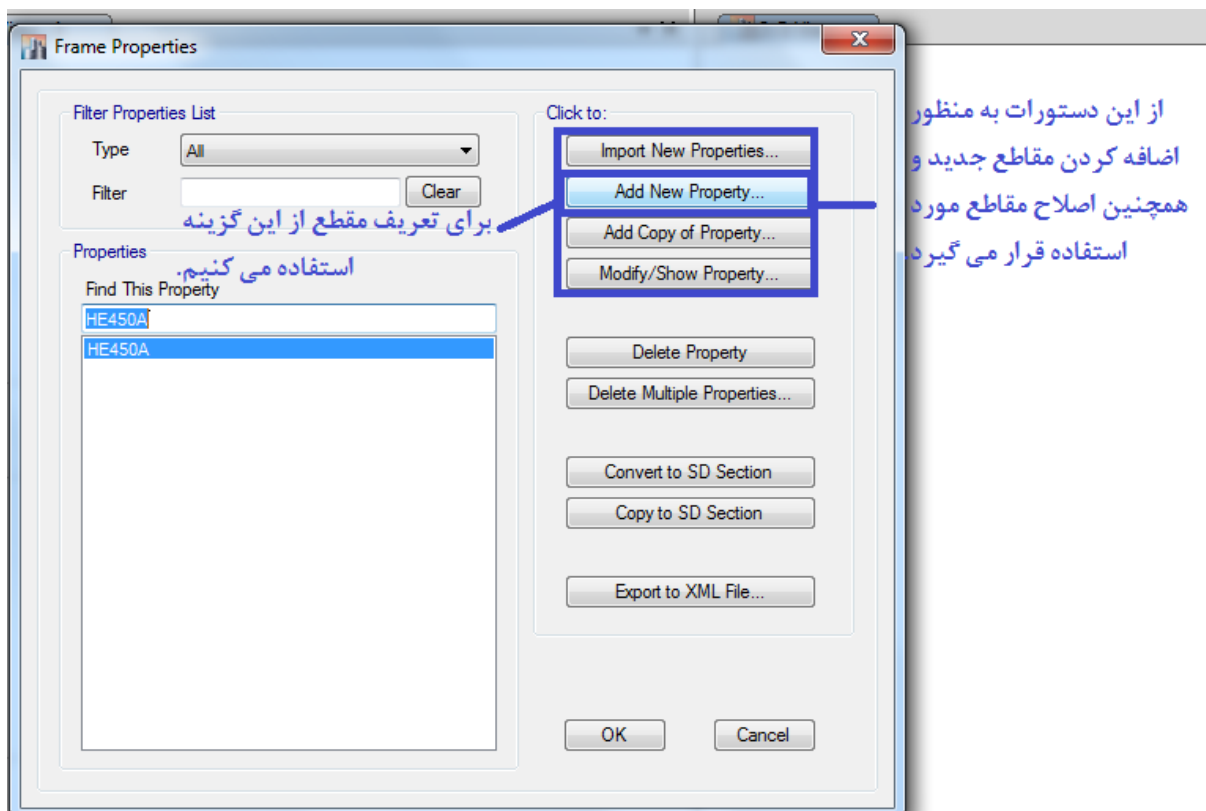 Frame Properties
Filter Properties List
Type All
Filter Clear
برای تعریف مقطع از این گزینه
استفاده می کنیم.
Properties
Find This Property
HE450A
HE450A
Click to:
Import New Properties...
Add New Property...
Add Copy of Property...
Modify/Show Property...
Delete Property
Delete Multiple Properties...
Convert to SD Section
Copy to SD Section
Export to XML File...
OK Cancel
از این دستورات به منظور
اضافه کردن مقاطع جدید و
همچنین اصلاح مقاطع مورد
استفاده قرار می گیرد.